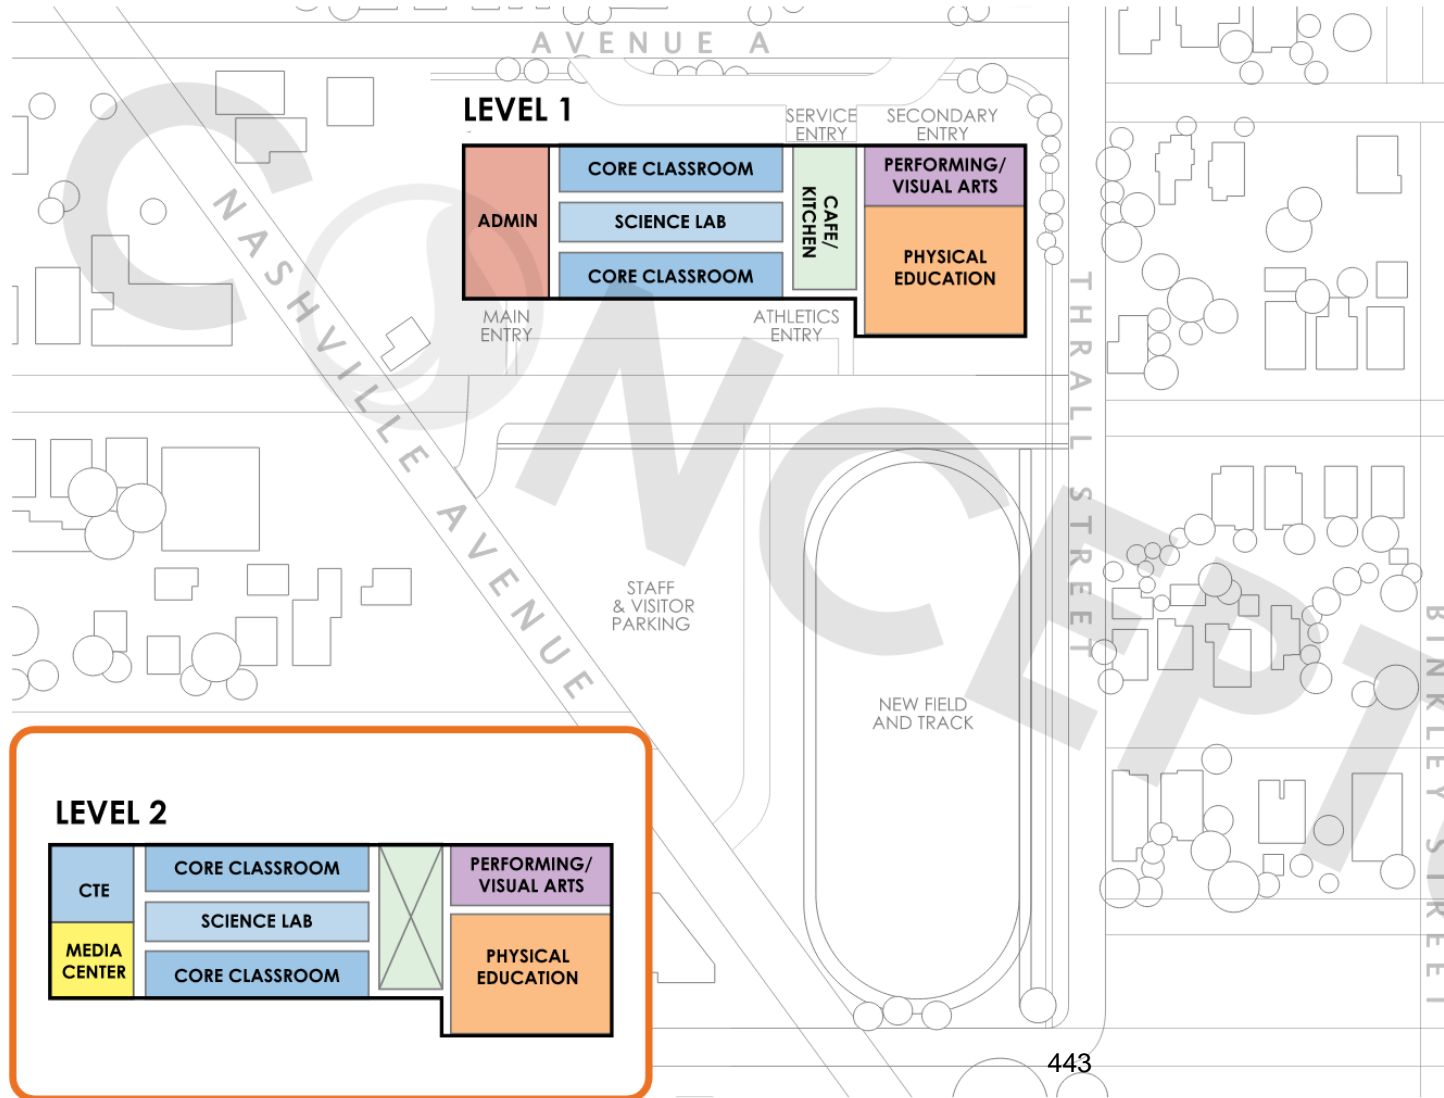 AVENUE A
LEVEL 1
SERVICE
ENTRY
SECONDARY
ENTRY
ADMIN
CORE CLASSROOM
SCIENCE LAB
CORE CLASSROOM
CAFE/
KITCHEN
PERFORMING/
VISUAL ARTS
PHYSICAL
EDUCATION
MAIN
ENTRY
ATHLETICS
ENTRY
NASHVILLE AVENUE
THRALL STREET
BINKLEY STREET
STAFF
& VISITOR
PARKING
NEW FIELD
AND TRACK
CONCEPT
LEVEL 2
CTE
MEDIA
CENTER
CORE CLASSROOM
SCIENCE LAB
CORE CLASSROOM
PERFORMING/
VISUAL ARTS
PHYSICAL
EDUCATION
443